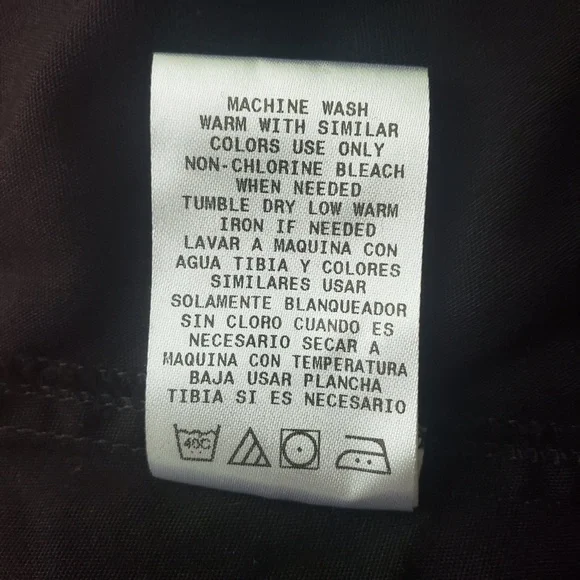 MACHINE WASH
WARM WITH SIMILAR
COLORS USE ONLY
NON-CHLORINE BLEACH
WHEN NEEDED
TUMBLE DRY LOW WARM
IRON IF NEEDED
LAVAR A MAQUINA CON
AGUA TIBIA Y COLORES
SIMILARES USAR
SOLAMENTE BLANQUEADOR
SIN CLORO CUANDO ES
NECESARIO SECAR A
MAQUINA CON TEMPERATURA
BAJA USAR PLANCHA
TIBIA SI ES NECESARIO
40C